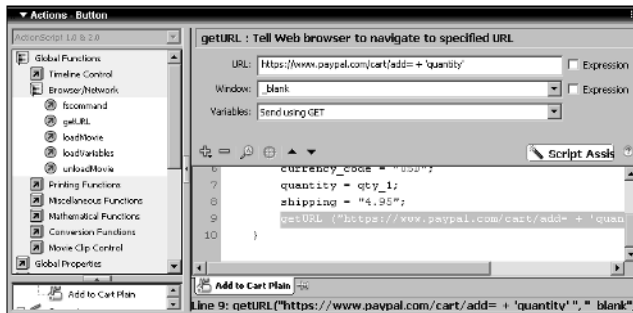 Actions - Button
ActionScript 1.0 & 2.0
Global Functions
Timeline Control
Browser/Network
fscommand
getURL
loadMovie
loadVariables
unloadMovie
Printing Functions
Miscellaneous Functions
Mathematical Functions
Conversion Functions
Movie Clip Control
Global Properties
Add to Cart Plain
getURL : Tell Web browser to navigate to specified URL
URL: https://www.paypal.com/cart/add= + 'quantity' Expression
Window: _blank Expression
Variables: Send using GET
Script Assis
6 currency_code = "USD";
7 quantity = qty_1;
8 shipping = "4.95";
9 getURL ("https://www.paypal.com/cart/add= + 'quan
10 }
Add to Cart Plain
Line 9: getURL("https://www.paypal.com/cart/add= + 'quantity' ", "_blank"